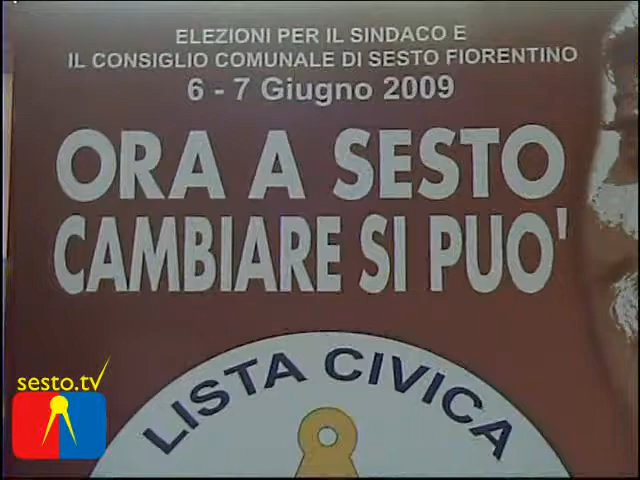 ELEZIONI PER IL SINDACO E
IL CONSIGLIO COMUNALE DI SESTO FIORENTINO
6 - 7 Giugno 2009
ORA A SESTO
CAMBIARE SI PUO'
LISTA CIVICA
sesto.tv